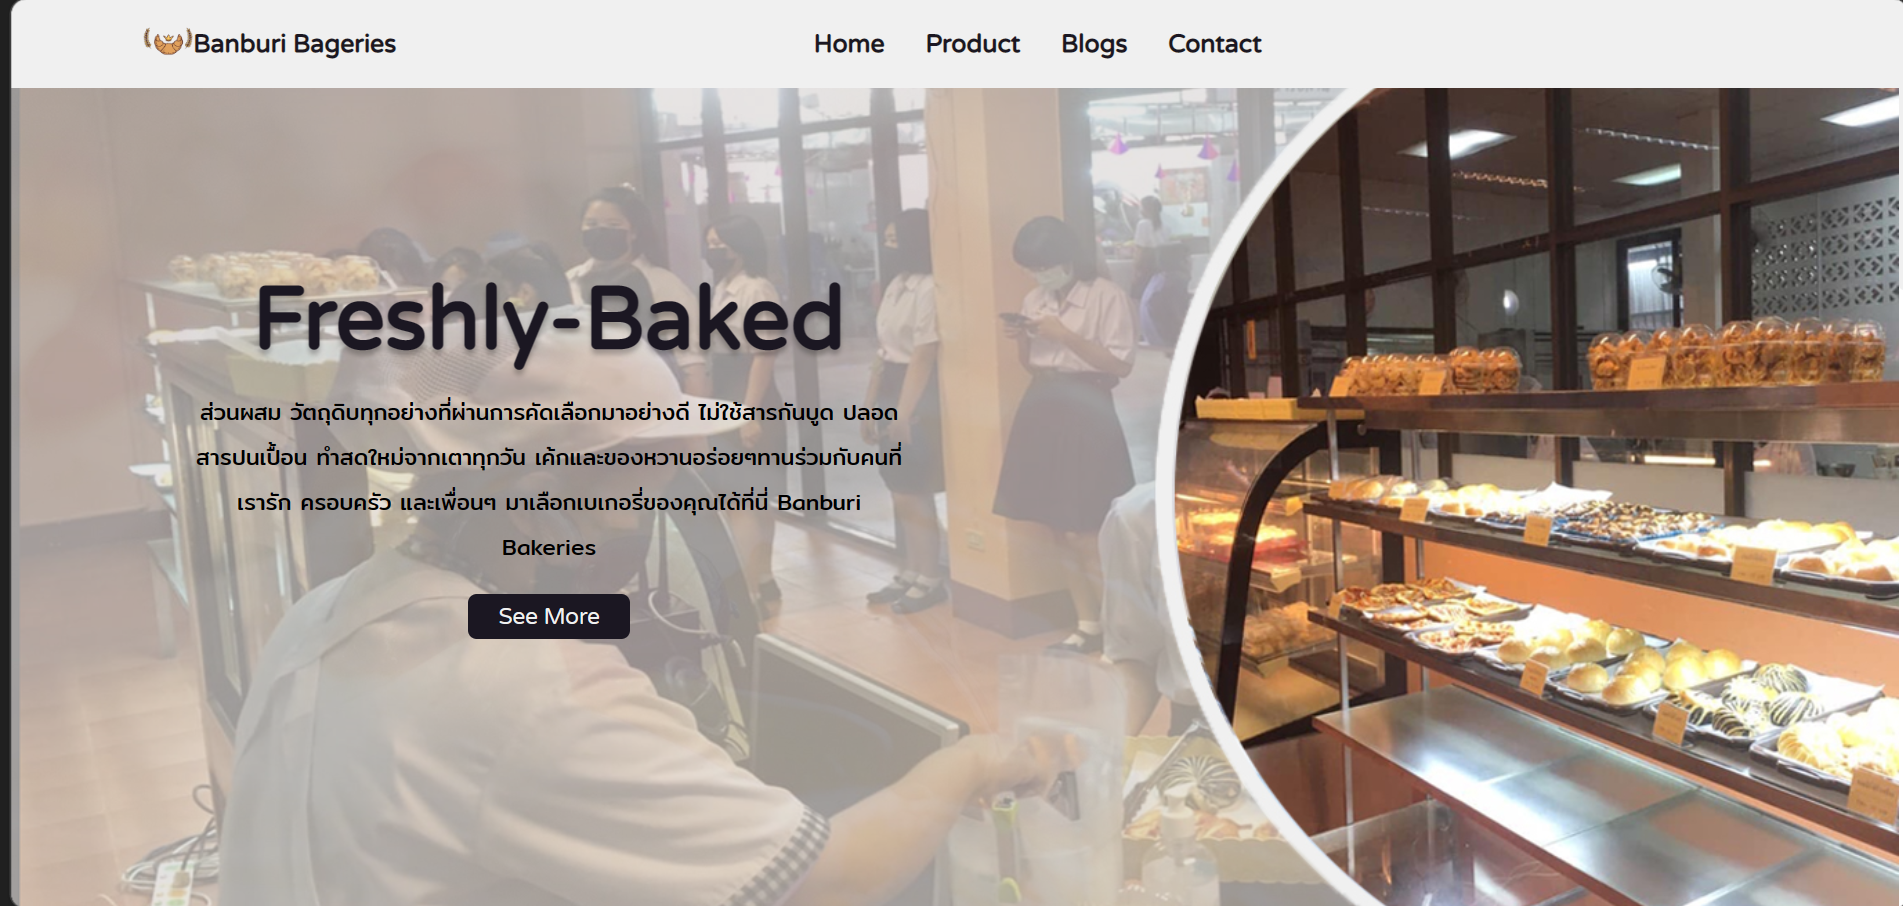 Banburi Bageries
Home Product Blogs Contact
Freshly-Baked
ส่วนผสม วัตถุดิบทุกอย่างที่ผ่านการคัดเลือกมาอย่างดี ไม่ใช้สารกันบูด ปลอด
สารปนเปื้อน ทำสดใหม่จากเตาทุกวัน เค้กและของหวานอร่อยๆทานร่วมกับคนที่
เรารัก ครอบครัว และเพื่อนๆ มาเลือกเบเกอรี่ของคุณได้ที่นี่ Banburi
Bakeries
See More